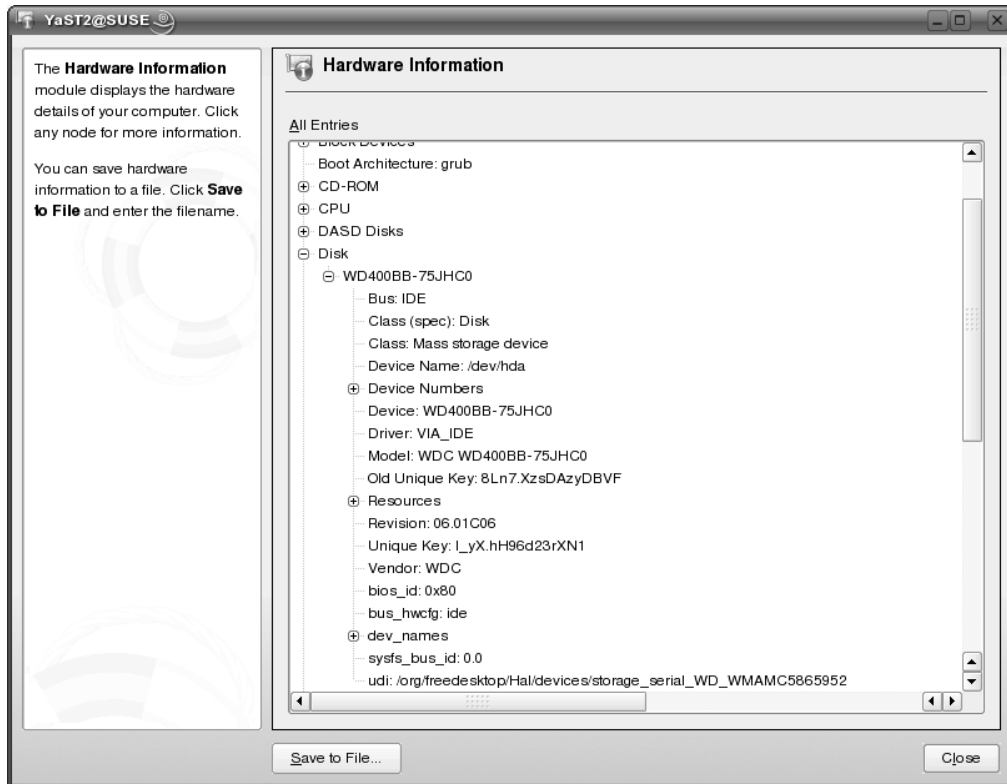 YaST2@SUSE
The Hardware Information
module displays the hardware
details of your computer. Click
any node for more information.
You can save hardware
information to a file. Click Save
to File and enter the filename.
Hardware Information
All Entries
Block Devices
Boot Architecture: grub
CD-ROM
CPU
DASD Disks
Disk
WD400BB-75JHC0
Bus: IDE
Class (spec): Disk
Class: Mass storage device
Device Name: /dev/hda
Device Numbers
Device: WD400BB-75JHC0
Driver: VIA_IDE
Model: WDC WD400BB-75JHC0
Old Unique Key: 8Ln7.XzsDAzyDBVF
Resources
Revision: 06.01C06
Unique Key: l_yX.hH96d23rXN1
Vendor: WDC
bios_id: 0x80
bus_hwcfg: ide
dev_names
sysfs_bus_id: 0.0
udi: /org/freedesktop/Hal/devices/storage_serial_WD_WMAMC5865952
Save to File...
Close